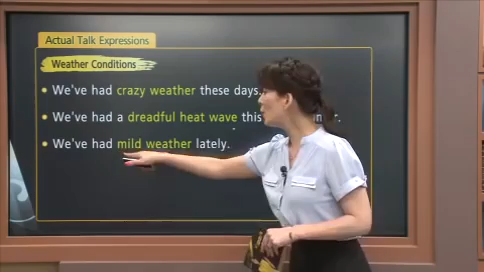 Actual Talk Expressions
Weather Conditions
We've had crazy weather these days.
We've had a dreadful heat wave this
We've had mild weather lately.